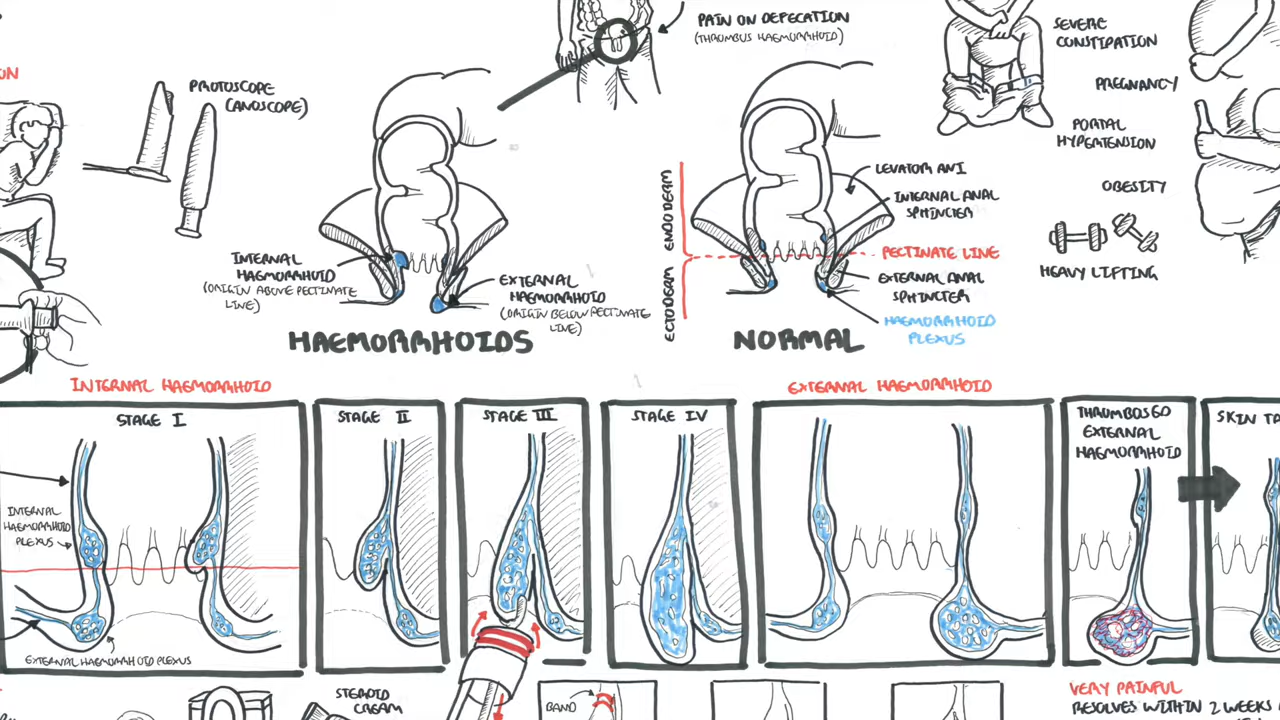 ON
PROTOSCOPE
(ANOSCOPE)
PAIN ON DEFECATION
(THROMBUS HAEMORRHOID)
SEVERE
CONSTIPATION
PREGNANCY
PORTAL
HYPERTENSION
OBESITY
HEAVY LIFTING
INTERNAL
HAEMORRHOID
(ORIGIN ABOVE PECTINATE
LINE)
EXTERNAL
HAEMORRHOID
(ORIGIN BELOW PECTINATE
LINE)
HAEMORRHOIDS
ENDODERM
ECTODERM
LEVATOR ANI
INTERNAL ANAL
SPHINCTER
PECTINATE LINE
EXTERNAL ANAL
SPHINCTER
HAEMORRHOID
PLEXUS
NORMAL
INTERNAL HAEMORRHOID
EXTERNAL HAEMORRHOID
STAGE I
STAGE II
STAGE III
STAGE IV
THROMBOSED
EXTERNAL
HAEMORRHOID
SKIN TA
INTERNAL
HAEMORRHOID
PLEXUS
EXTERNAL HAEMORRHOID PLEXUS
STEROID
CREAM
BAND
VERY PAINFUL
RESOLVES WITHIN 2 WEEKS